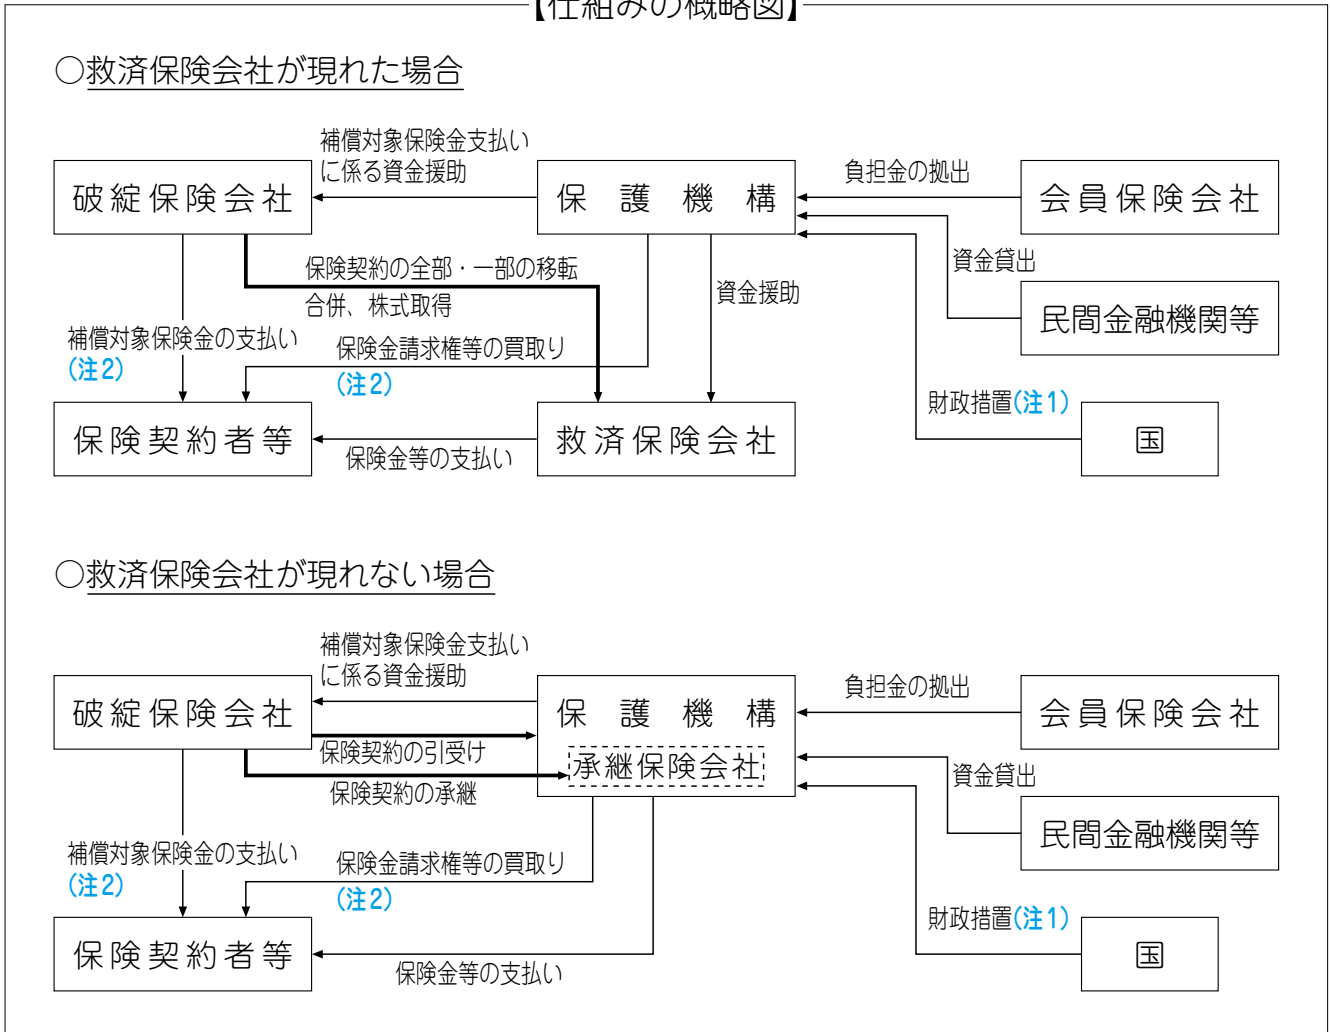 【仕組みの概略図】
○救済保険会社が現れた場合
補償対象保険金支払い
に係る資金援助
破綻保険会社
保護機構
負担金の拠出
会員保険会社
保険契約の全部・一部の移転
合併、株式取得
資金援助
資金貸出
民間金融機関等
補償対象保険金の支払い
(注2)
保険金請求権等の買取り
(注2)
財政措置(注1)
保険契約者等
保険金等の支払い
救済保険会社
国
○救済保険会社が現れない場合
補償対象保険金支払い
に係る資金援助
破綻保険会社
保護機構
負担金の拠出
会員保険会社
保険契約の引受け
承継保険会社
保険契約の承継
資金貸出
民間金融機関等
補償対象保険金の支払い
(注2)
保険金請求権等の買取り
(注2)
財政措置(注1)
保険契約者等
保険金等の支払い
国